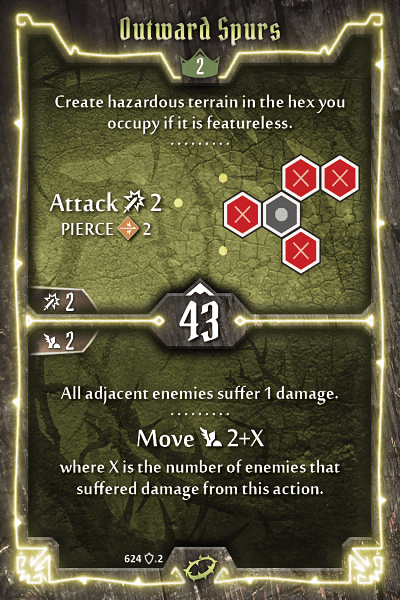 Outward Spurs
2
Create hazardous terrain in the hex you
occupy if it is featureless.
Attack 2
PIERCE 2
2
43
2
All adjacent enemies suffer 1 damage.
Move 2+X
where X is the number of enemies that
suffered damage from this action.
624 .2